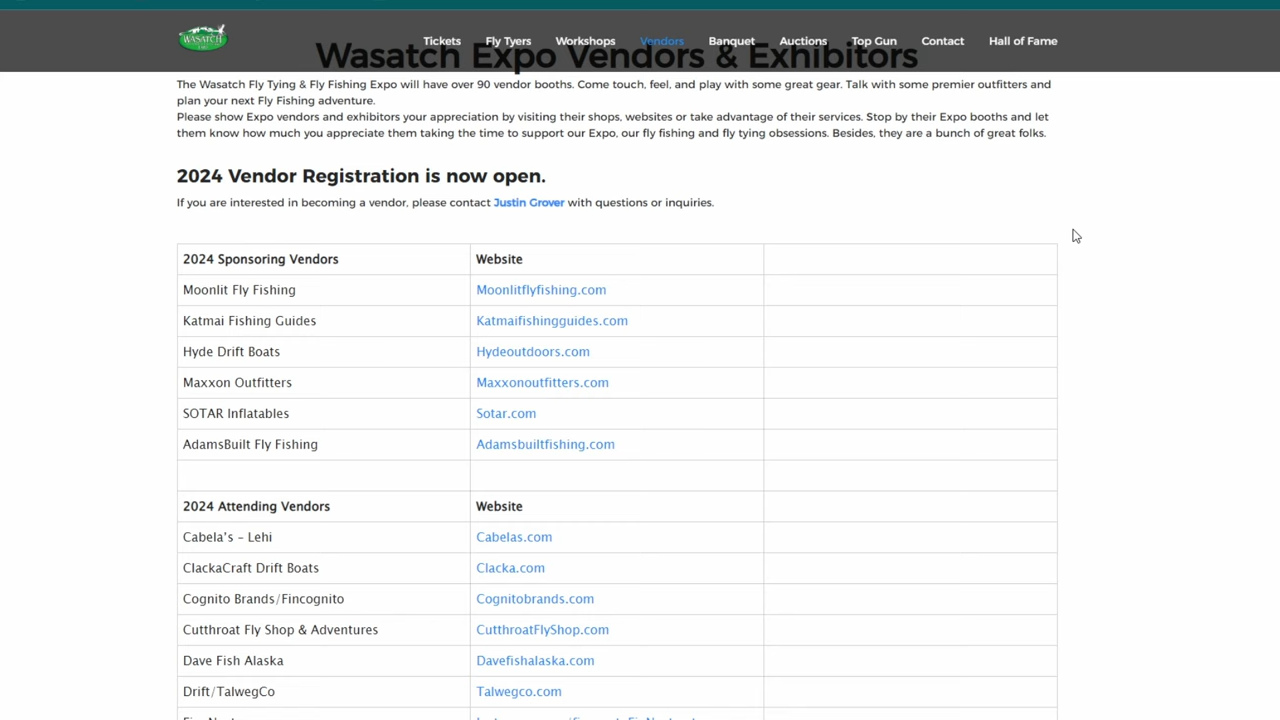 WASATCH
Tickets Fly Tyers Workshops Vendors Banquet Auctions Top Gun Contact Hall of Fame
Wasatch Expo Vendors & Exhibitors
The Wasatch Fly Tying & Fly Fishing Expo will have over 90 vendor booths. Come touch, feel, and play with some great gear. Talk with some premier outfitters and
plan your next Fly Fishing adventure.
Please show Expo vendors and exhibitors your appreciation by visiting their shops, websites or take advantage of their services. Stop by their Expo booths and let
them know how much you appreciate them taking the time to support our Expo, our fly fishing and fly tying obsessions. Besides, they are a bunch of great folks.
2024 Vendor Registration is now open.
If you are interested in becoming a vendor, please contact Justin Grover with questions or inquiries.
2024 Sponsoring Vendors Website
Moonlit Fly Fishing Moonlitflyfishing.com
Katmai Fishing Guides Katmaifishingguides.com
Hyde Drift Boats Hydeoutdoors.com
Maxxon Outfitters Maxxonoutfitters.com
SOTAR Inflatables Sotar.com
AdamsBuilt Fly Fishing Adamsbuiltfishing.com
2024 Attending Vendors Website
Cabela's – Lehi Cabelas.com
ClackaCraft Drift Boats Clacka.com
Cognito Brands/Fincognito Cognitobrands.com
Cutthroat Fly Shop & Adventures CutthroatFlyShop.com
Dave Fish Alaska Davefishalaska.com
Drift/TalwegCo Talwegco.com